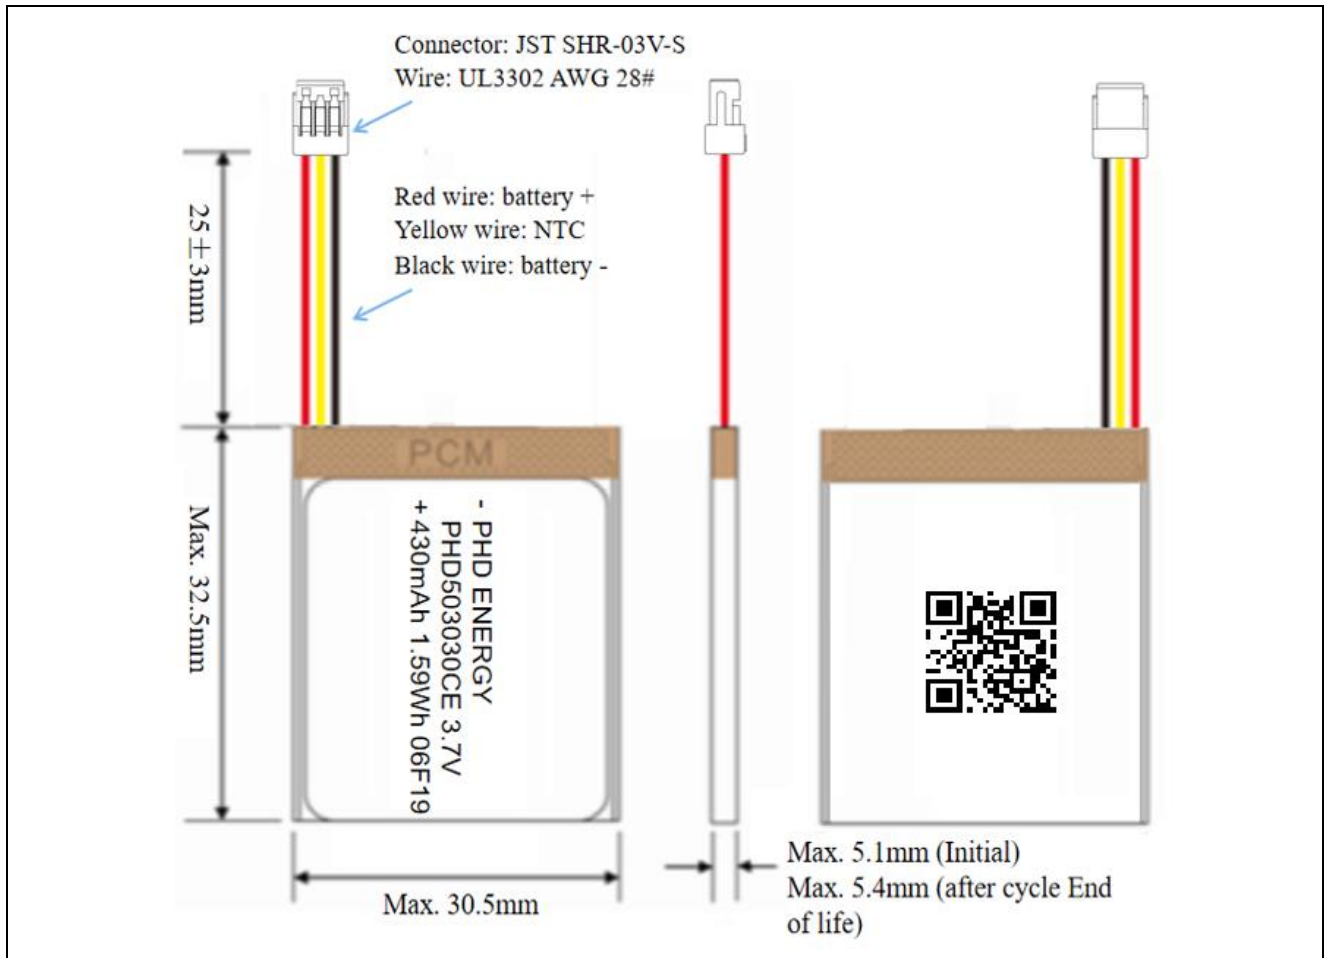 Connector: JST SHR-03V-S
Wire: UL3302 AWG 28#
Red wire: battery +
Yellow wire: NTC
Black wire: battery -
25±3mm
PCM
Max. 32.5mm
- PHD ENERGY
PHD503030CE 3.7V
+ 430mAh 1.59Wh 06F19
Max. 30.5mm
Max. 5.1mm (Initial)
Max. 5.4mm (after cycle End
of life)